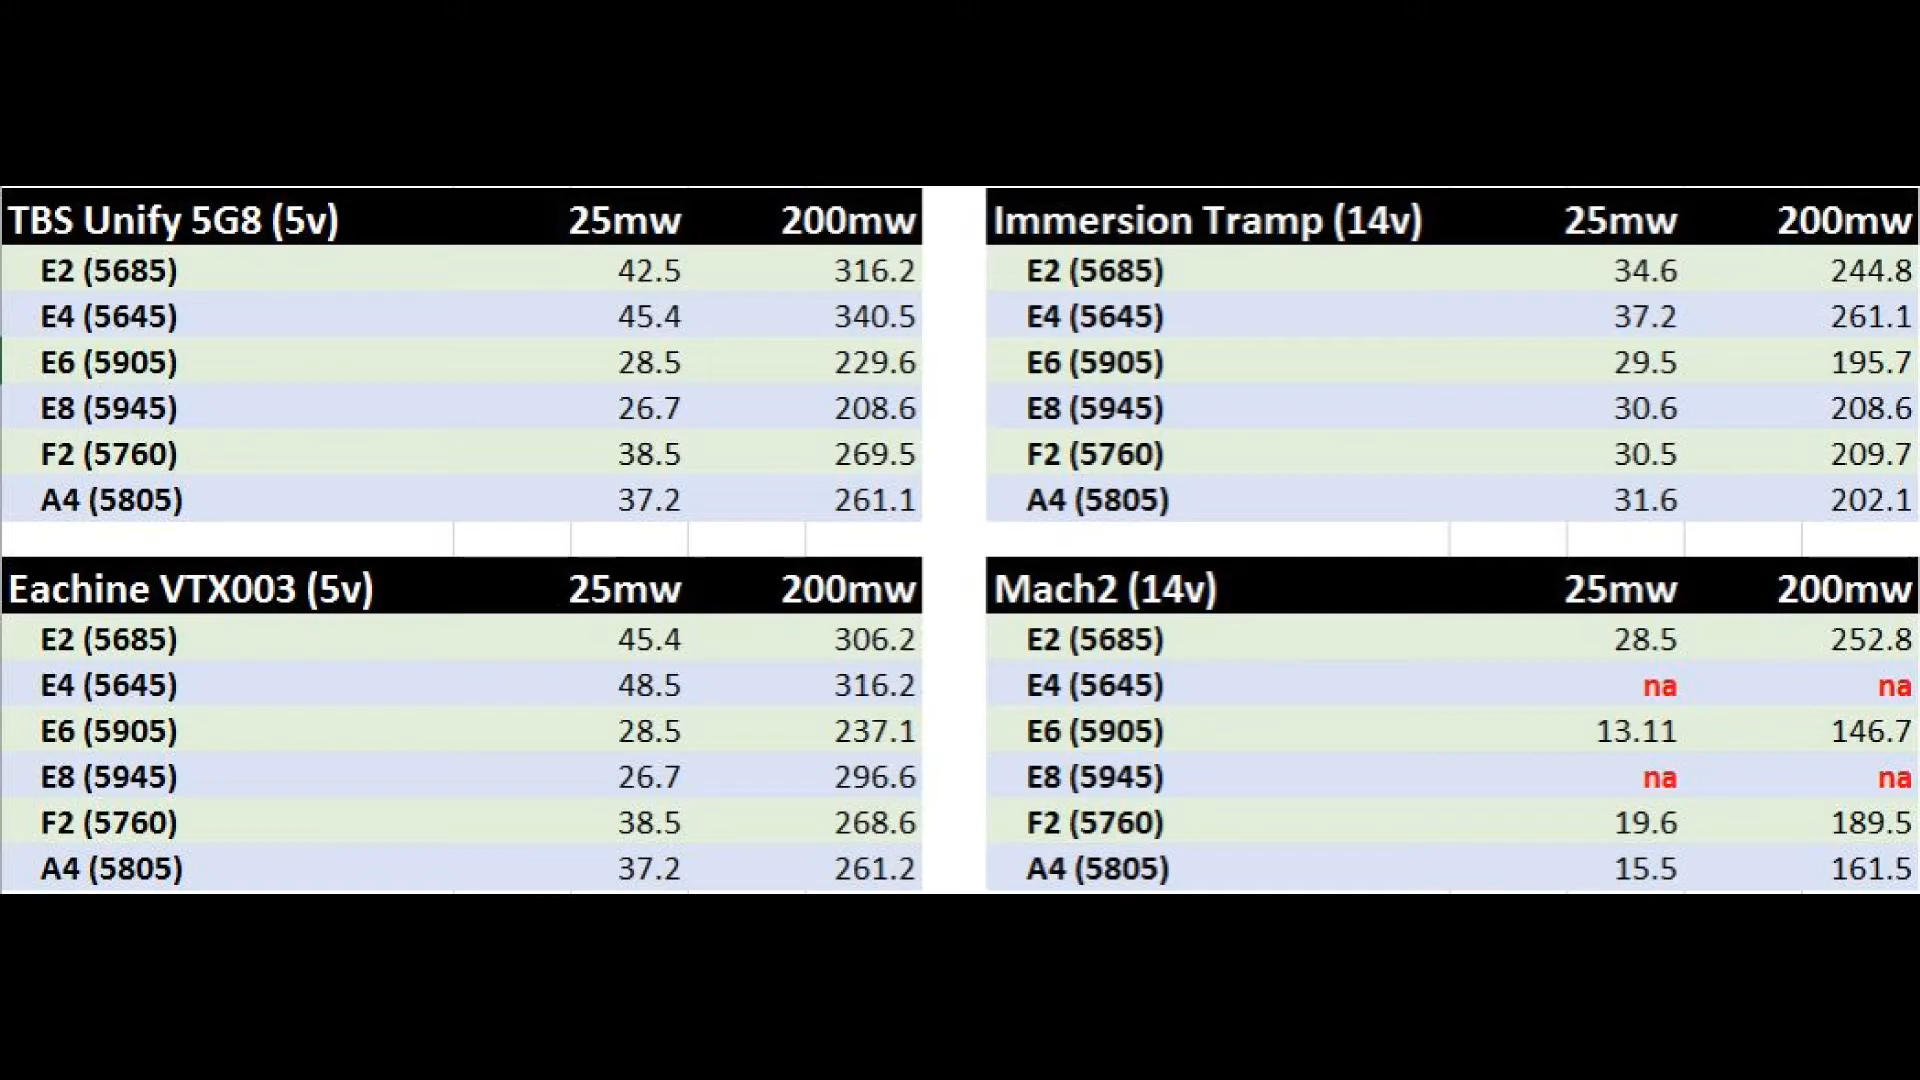 TBS Unify 5G8 (5v) 25mw 200mw
E2 (5685) 42.5 316.2
E4 (5645) 45.4 340.5
E6 (5905) 28.5 229.6
E8 (5945) 26.7 208.6
F2 (5760) 38.5 269.5
A4 (5805) 37.2 261.1
Immersion Tramp (14v) 25mw 200mw
E2 (5685) 34.6 244.8
E4 (5645) 37.2 261.1
E6 (5905) 29.5 195.7
E8 (5945) 30.6 208.6
F2 (5760) 30.5 209.7
A4 (5805) 31.6 202.1
Eachine VTX003 (5v) 25mw 200mw
E2 (5685) 45.4 306.2
E4 (5645) 48.5 316.2
E6 (5905) 28.5 237.1
E8 (5945) 26.7 296.6
F2 (5760) 38.5 268.6
A4 (5805) 37.2 261.2
Mach2 (14v) 25mw 200mw
E2 (5685) 28.5 252.8
E4 (5645) na na
E6 (5905) 13.11 146.7
E8 (5945) na na
F2 (5760) 19.6 189.5
A4 (5805) 15.5 161.5